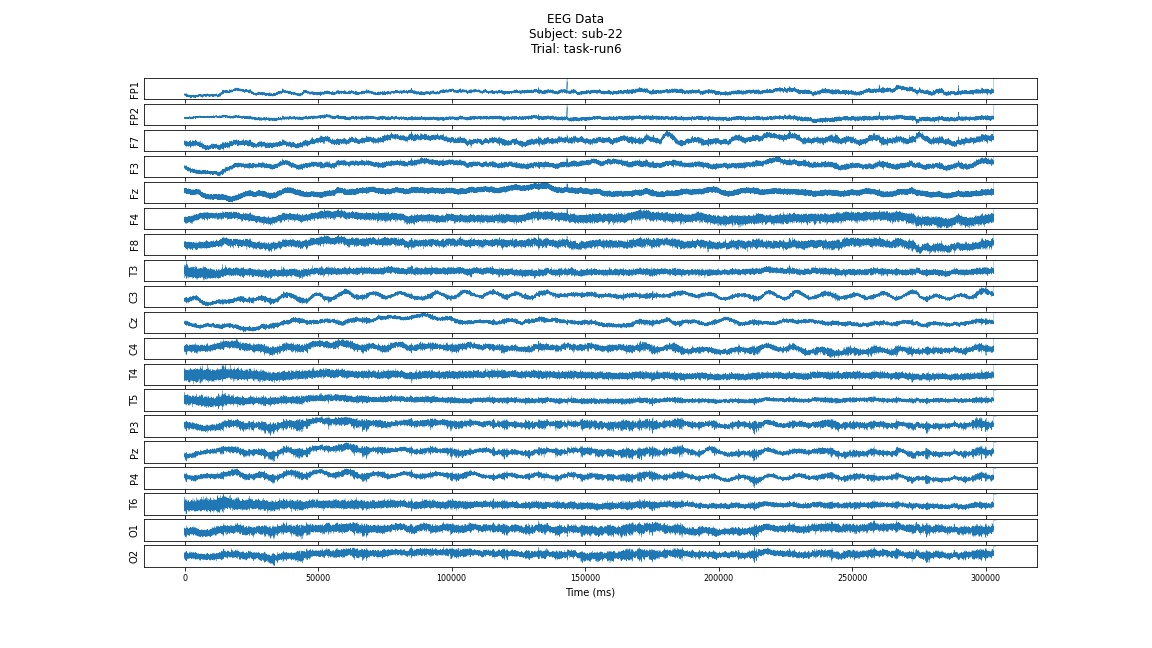 EEG Data
Subject: sub-22
Trial: task-run6
FP1
FP2
F7
F3
Fz
F4
F8
T3
C3
Cz
C4
T4
T5
P3
Pz
P4
T6
O1
O2
0 50000 100000 150000 200000 250000 300000
Time (ms)